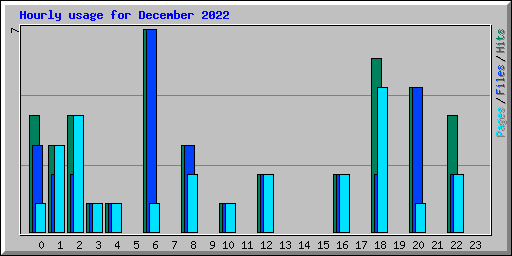 Hourly usage for December 2022
7
Pages / Files / Hits
0 1 2 3 4 5 6 7 8 9 10 11 12 13 14 15 16 17 18 19 20 21 22 23